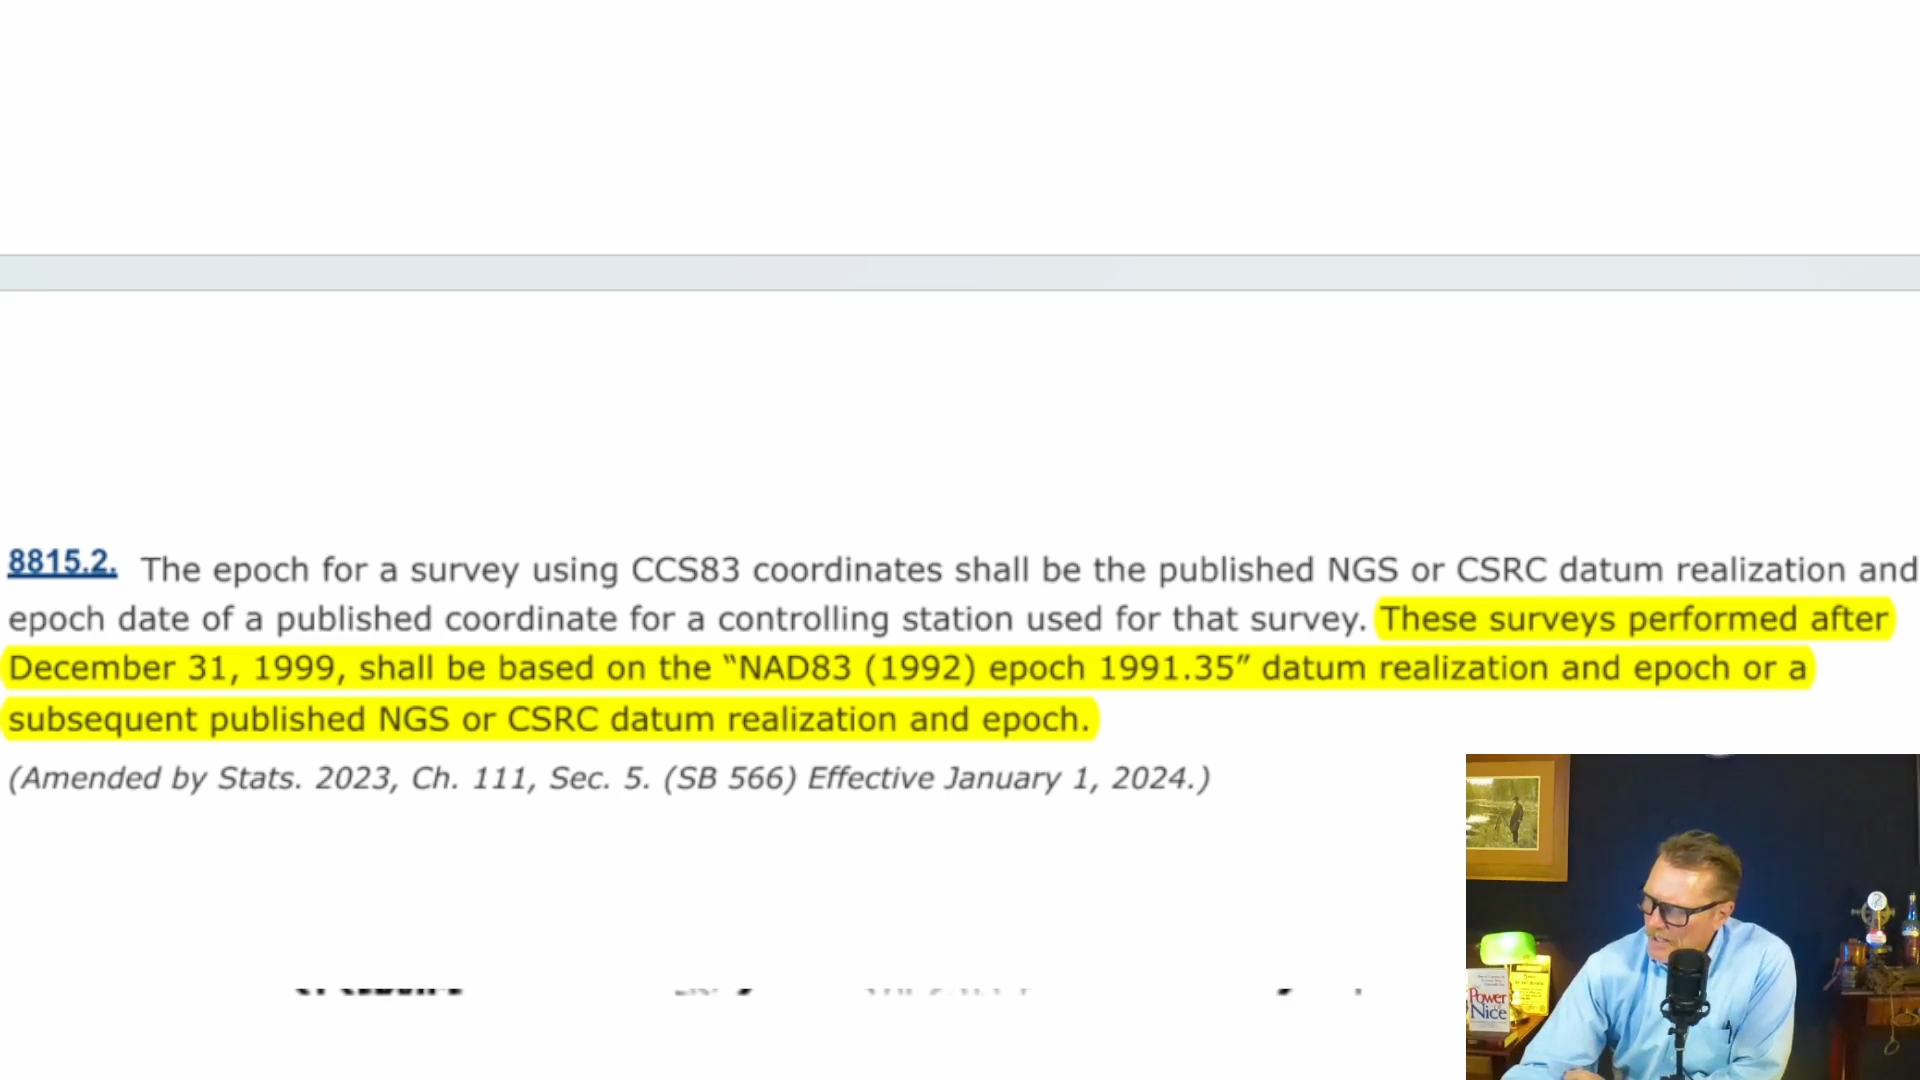 8815.2. The epoch for a survey using CCS83 coordinates shall be the published NGS or CSRC datum realization and
epoch date of a published coordinate for a controlling station used for that survey. These surveys performed after
December 31, 1999, shall be based on the “NAD83 (1992) epoch 1991.35” datum realization and epoch or a
subsequent published NGS or CSRC datum realization and epoch.
(Amended by Stats. 2023, Ch. 111, Sec. 5. (SB 566) Effective January 1, 2024.)
Power
Nice